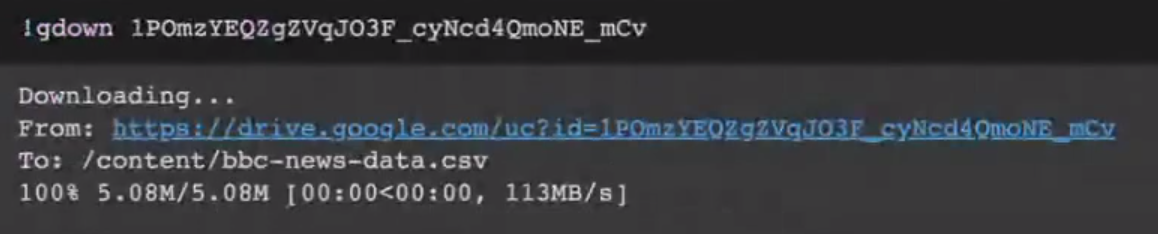 !gdown 1POmzYEQZgZVqJO3F_cyNcd4QmoNE_mCv
Downloading...
From: https://drive.google.com/uc?id=1POmzYEQZgZVqJO3F_cyNcd4QmoNE_mCv
To: /content/bbc-news-data.csv
100% 5.08M/5.08M [00:00<00:00, 113MB/s]